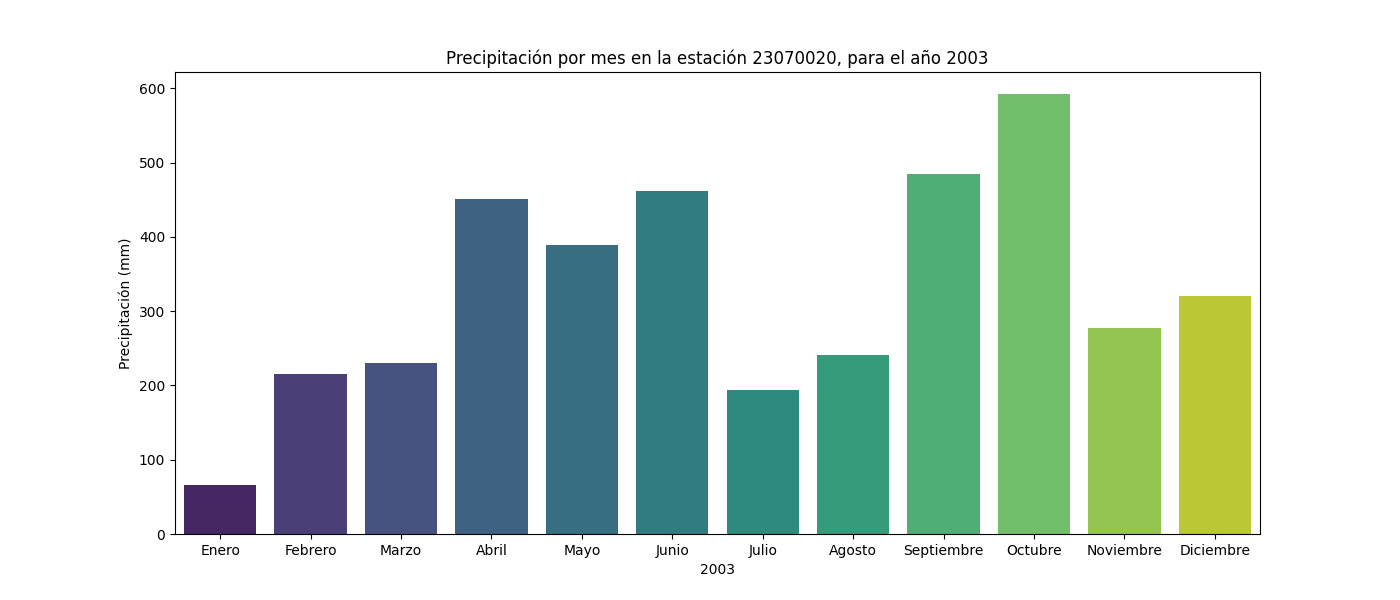 Precipitación por mes en la estación 23070020, para el año 2003
Precipitación (mm)
600
500
400
300
200
100
0
Enero Febrero Marzo Abril Mayo Junio Julio Agosto Septiembre Octubre Noviembre Diciembre
2003